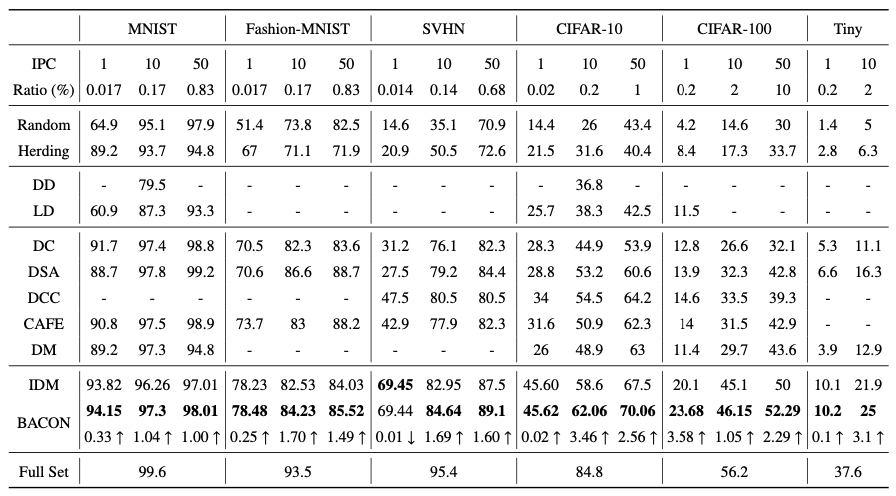 MNIST Fashion-MNIST SVHN CIFAR-10 CIFAR-100 Tiny
IPC 1 10 50 1 10 50 1 10 50 1 10 50 1 10 50 1 10
Ratio (%) 0.017 0.17 0.83 0.017 0.17 0.83 0.014 0.14 0.68 0.02 0.2 1 0.2 2 10 0.2 2
Random 64.9 95.1 97.9 51.4 73.8 82.5 14.6 35.1 70.9 14.4 26 43.4 4.2 14.6 30 1.4 5
Herding 89.2 93.7 94.8 67 71.1 71.9 20.9 50.5 72.6 21.5 31.6 40.4 8.4 17.3 33.7 2.8 6.3
DD - 79.5 - - - - - - - - 36.8 - - - - - -
LD 60.9 87.3 93.3 - - - - - - 25.7 38.3 42.5 11.5 - - - -
DC 91.7 97.4 98.8 70.5 82.3 83.6 31.2 76.1 82.3 28.3 44.9 53.9 12.8 26.6 32.1 5.3 11.1
DSA 88.7 97.8 99.2 70.6 86.6 88.7 27.5 79.2 84.4 28.8 53.2 60.6 13.9 32.3 42.8 6.6 16.3
DCC - - - - - - 47.5 80.5 80.5 34 54.5 64.2 14.6 33.5 39.3 - -
CAFE 90.8 97.5 98.9 73.7 83 88.2 42.9 77.9 82.3 31.6 50.9 62.3 14 31.5 42.9 - -
DM 89.2 97.3 94.8 - - - - - - 26 48.9 63 11.4 29.7 43.6 3.9 12.9
IDM 93.82 96.26 97.01 78.23 82.53 84.03 69.45 82.95 87.5 45.60 58.6 67.5 20.1 45.1 50 10.1 21.9
BACON 94.15 97.3 98.01 78.48 84.23 85.52 69.44 84.64 89.1 45.62 62.06 70.06 23.68 46.15 52.29 10.2 25
0.33 ↑ 1.04 ↑ 1.00 ↑ 0.25 ↑ 1.70 ↑ 1.49 ↑ 0.01 ↓ 1.69 ↑ 1.60 ↑ 0.02 ↑ 3.46 ↑ 2.56 ↑ 3.58 ↑ 1.05 ↑ 2.29 ↑ 0.1 ↑ 3.1 ↑
Full Set 99.6 93.5 95.4 84.8 56.2 37.6